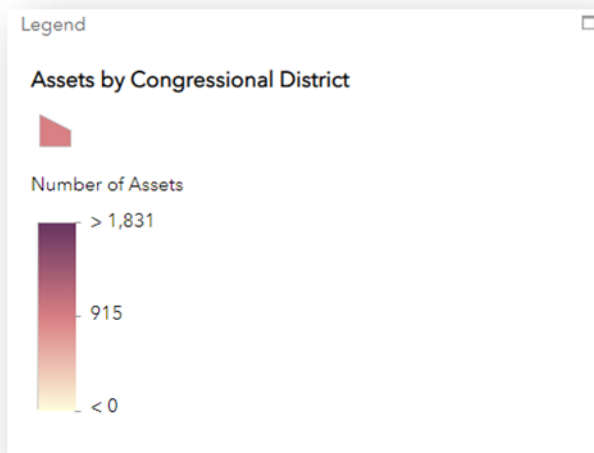 Legend
Assets by Congressional District
Number of Assets
> 1,831
915
< 0